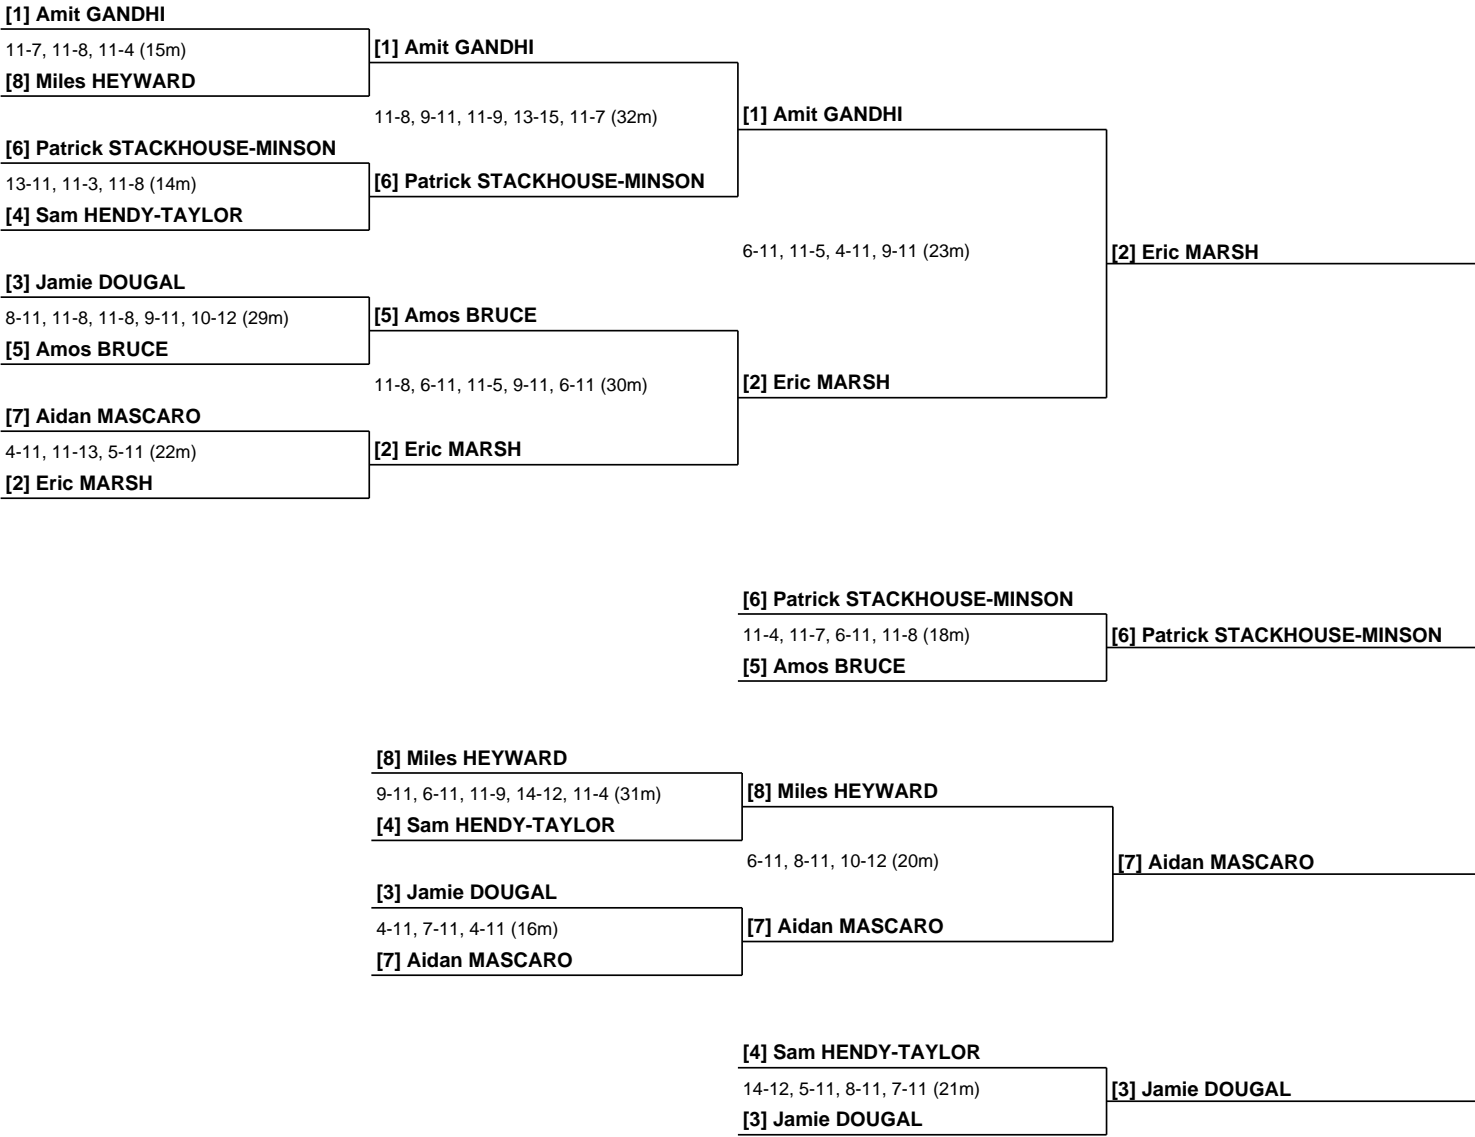 [1] Amit GANDHI
11-7, 11-8, 11-4 (15m)
[1] Amit GANDHI
[8] Miles HEYWARD
11-8, 9-11, 11-9, 13-15, 11-7 (32m)
[1] Amit GANDHI
[6] Patrick STACKHOUSE-MINSON
13-11, 11-3, 11-8 (14m)
[6] Patrick STACKHOUSE-MINSON
[4] Sam HENDY-TAYLOR
6-11, 11-5, 4-11, 9-11 (23m)
[2] Eric MARSH
[3] Jamie DOUGAL
8-11, 11-8, 11-8, 9-11, 10-12 (29m)
[5] Amos BRUCE
[5] Amos BRUCE
11-8, 6-11, 11-5, 9-11, 6-11 (30m)
[2] Eric MARSH
[7] Aidan MASCARO
4-11, 11-13, 5-11 (22m)
[2] Eric MARSH
[2] Eric MARSH
[6] Patrick STACKHOUSE-MINSON
11-4, 11-7, 6-11, 11-8 (18m)
[6] Patrick STACKHOUSE-MINSON
[5] Amos BRUCE
[8] Miles HEYWARD
9-11, 6-11, 11-9, 14-12, 11-4 (31m)
[8] Miles HEYWARD
[4] Sam HENDY-TAYLOR
6-11, 8-11, 10-12 (20m)
[7] Aidan MASCARO
[3] Jamie DOUGAL
4-11, 7-11, 4-11 (16m)
[7] Aidan MASCARO
[7] Aidan MASCARO
[4] Sam HENDY-TAYLOR
14-12, 5-11, 8-11, 7-11 (21m)
[3] Jamie DOUGAL
[3] Jamie DOUGAL